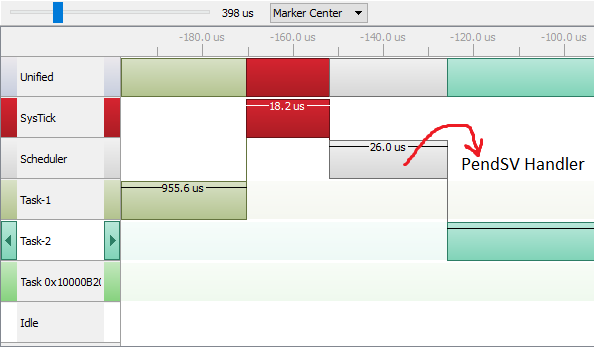 398 us Marker Center
-180.0 us -160.0 us -140.0 us -120.0 us -100.0 us
Unified
SysTick 18.2 us
Scheduler 26.0 us PendSV Handler
Task-1 955.6 us
Task-2
Task 0x10000B20
Idle